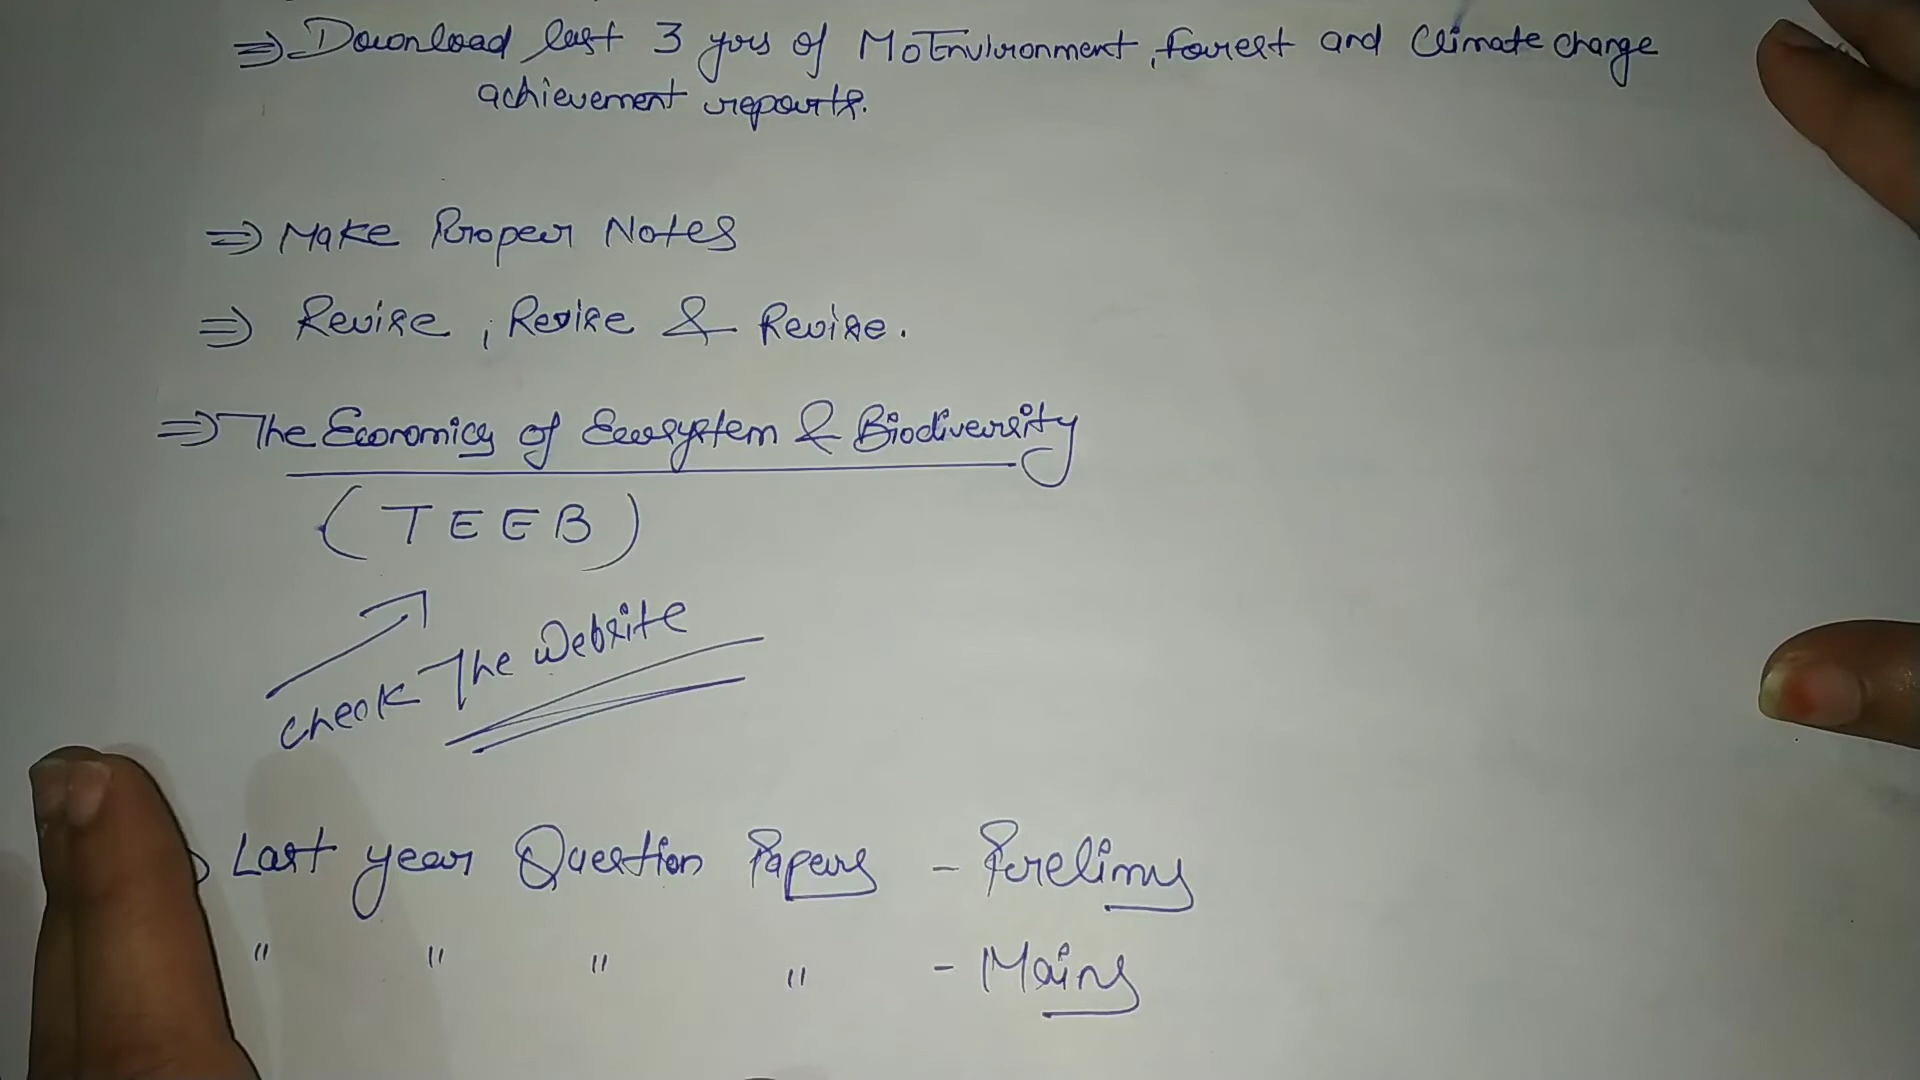 ⇒ Download last 3 yrs of MoEnvironment, Forest and Climate change
achievement reports.
⇒ Make Proper Notes
⇒ Revise, Revise & Revise.
⇒ The Economics of Ecosystem & Biodiversity
(TEEB)
check The Website
Last year Question Papers - Prelims
" " " " - Mains